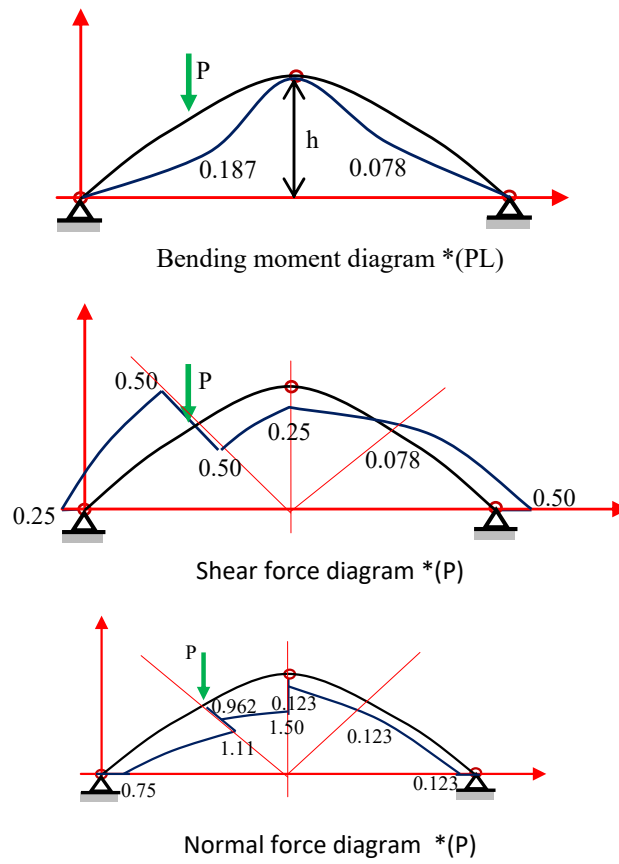 P
h
0.187
0.078
Bending moment diagram *(PL)
0.50
P
0.25
0.50
0.078
0.25
0.50
Shear force diagram *(P)
P
0.962
0.123
1.50
1.11
0.123
0.75
0.123
Normal force diagram *(P)